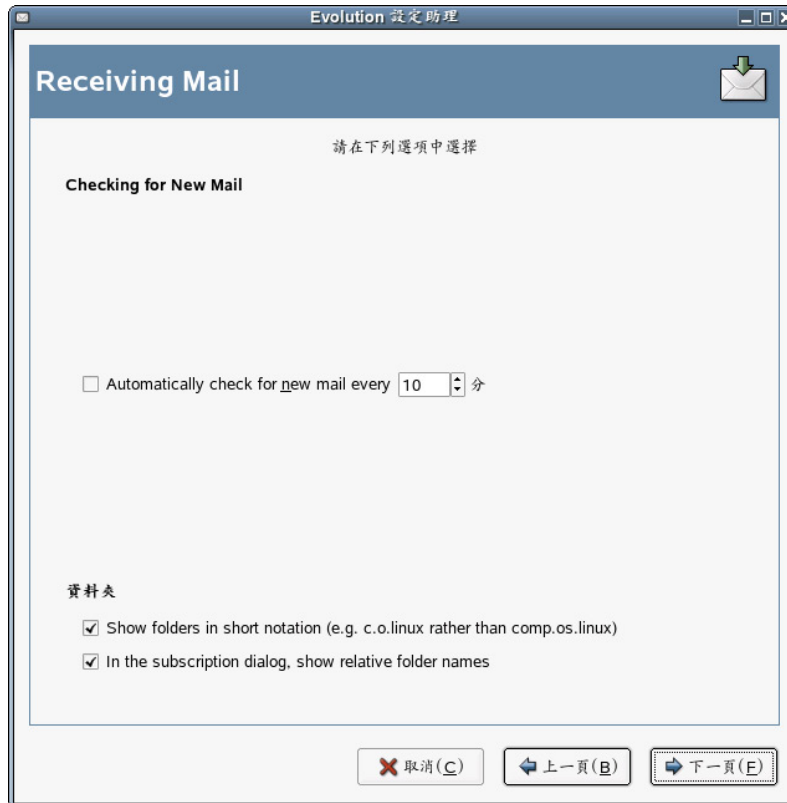 Evolution 設定助理
Receiving Mail
請在下列選項中選擇
Checking for New Mail
Automatically check for new mail every 10 分
資料夾
Show folders in short notation (e.g. c.o.linux rather than comp.os.linux)
In the subscription dialog, show relative folder names
取消(C) 上一頁(B) 下一頁(F)